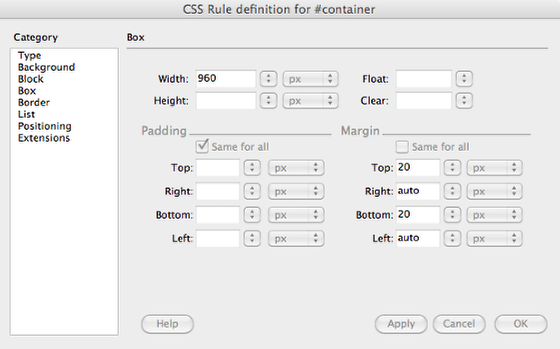 CSS Rule definition for #container
Category
Type
Background
Block
Box
Border
List
Positioning
Extensions
Box
Width: 960 px Float:
Height: px Clear:
Padding Margin
Same for all Same for all
Top: px Top: 20 px
Right: px Right: auto px
Bottom: px Bottom: 20 px
Left: px Left: auto px
Help Apply Cancel OK